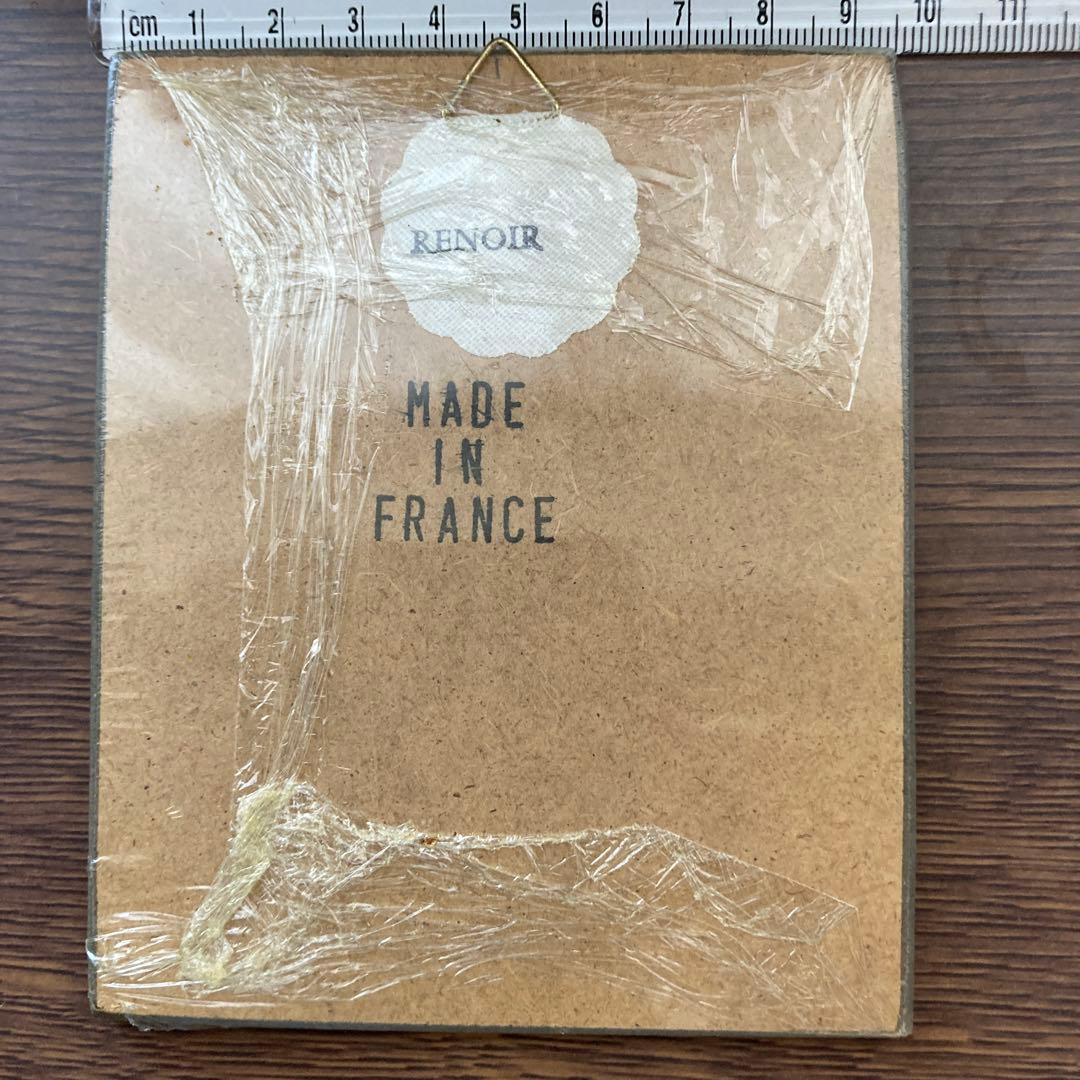 cm 1 2 3 4 5 6 7 8 9 10 11
RENOIR
MADE
IN
FRANCE